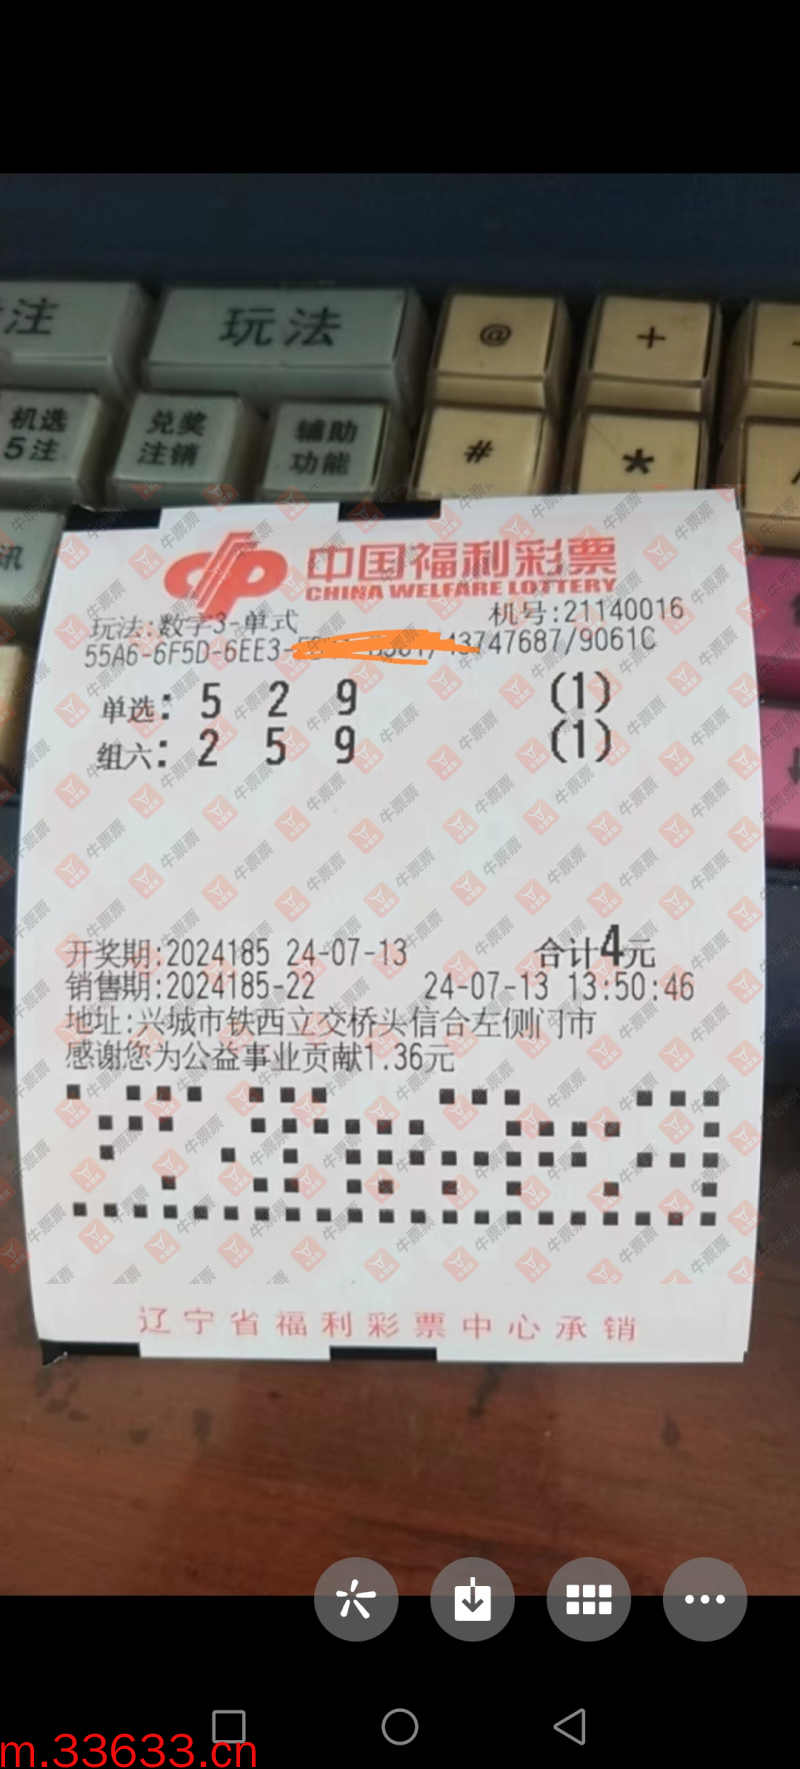 注
玩法
@
+
机选
5注
兑奖
注销
辅助
功能
#
*
讯
中国福利彩票
CHINA WELFARE LOTTERY
玩法:数字3-单式
机号:21140016
55A6-6F5D-6EE3-
43747687/9061C
单选: 5 2 9 (1)
组六: 2 5 9 (1)
开奖期:2024185 24-07-13 合计4元
销售期:2024185-22 24-07-13 13:50:46
地址:兴城市铁西立交桥头信合左侧门市
感谢您为公益事业贡献1.36元
辽宁省福利彩票中心承销
牛票票
m.33633.cn